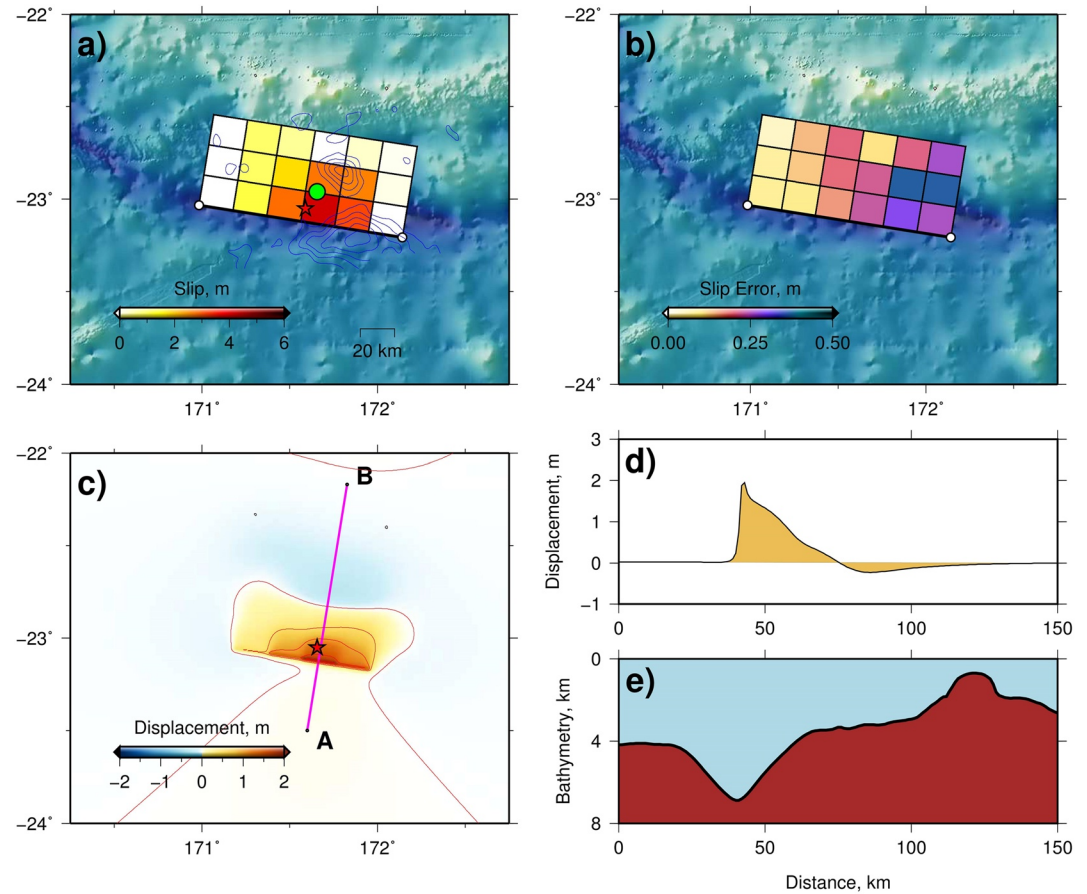 −22˚
a)
−23˚
Slip, m
0 2 4 6
20 km
−24˚
171˚ 172˚
−22˚
b)
−23˚
Slip Error, m
0.00 0.25 0.50
−24˚
171˚ 172˚
−22˚
c)
B
−23˚
A
Displacement, m
−2 −1 0 1 2
−24˚
171˚ 172˚
d)
Displacement, m
3
2
1
0
−1
0 50 100 150
e)
Bathymetry, km
0
4
8
0 50 100 150
Distance, km